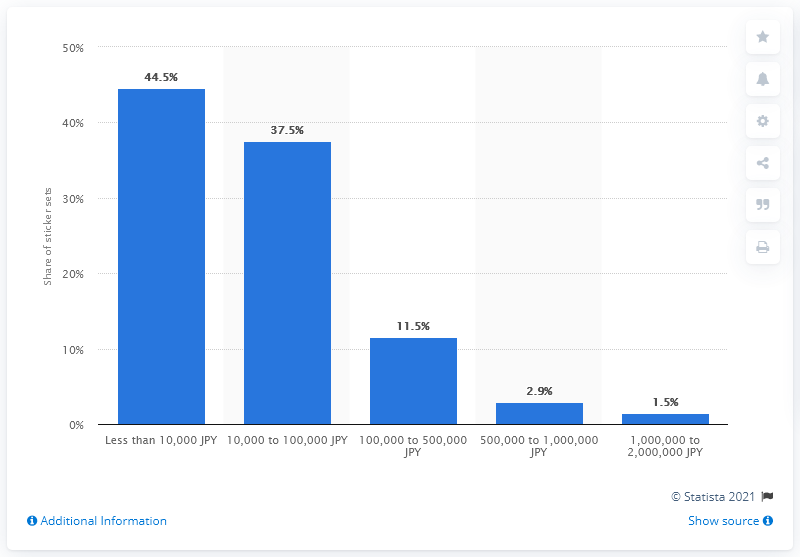 50%
44.5%
40%
37.5%
30%
Share of sticker sets
20%
11.5%
10%
2.9%
1.5%
0%
Less than 10,000 JPY
10,000 to 100,000 JPY
100,000 to 500,000
JPY
500,000 to 1,000,000
JPY
1,000,000 to
2,000,000 JPY
© Statista 2021
Additional Information
Show source